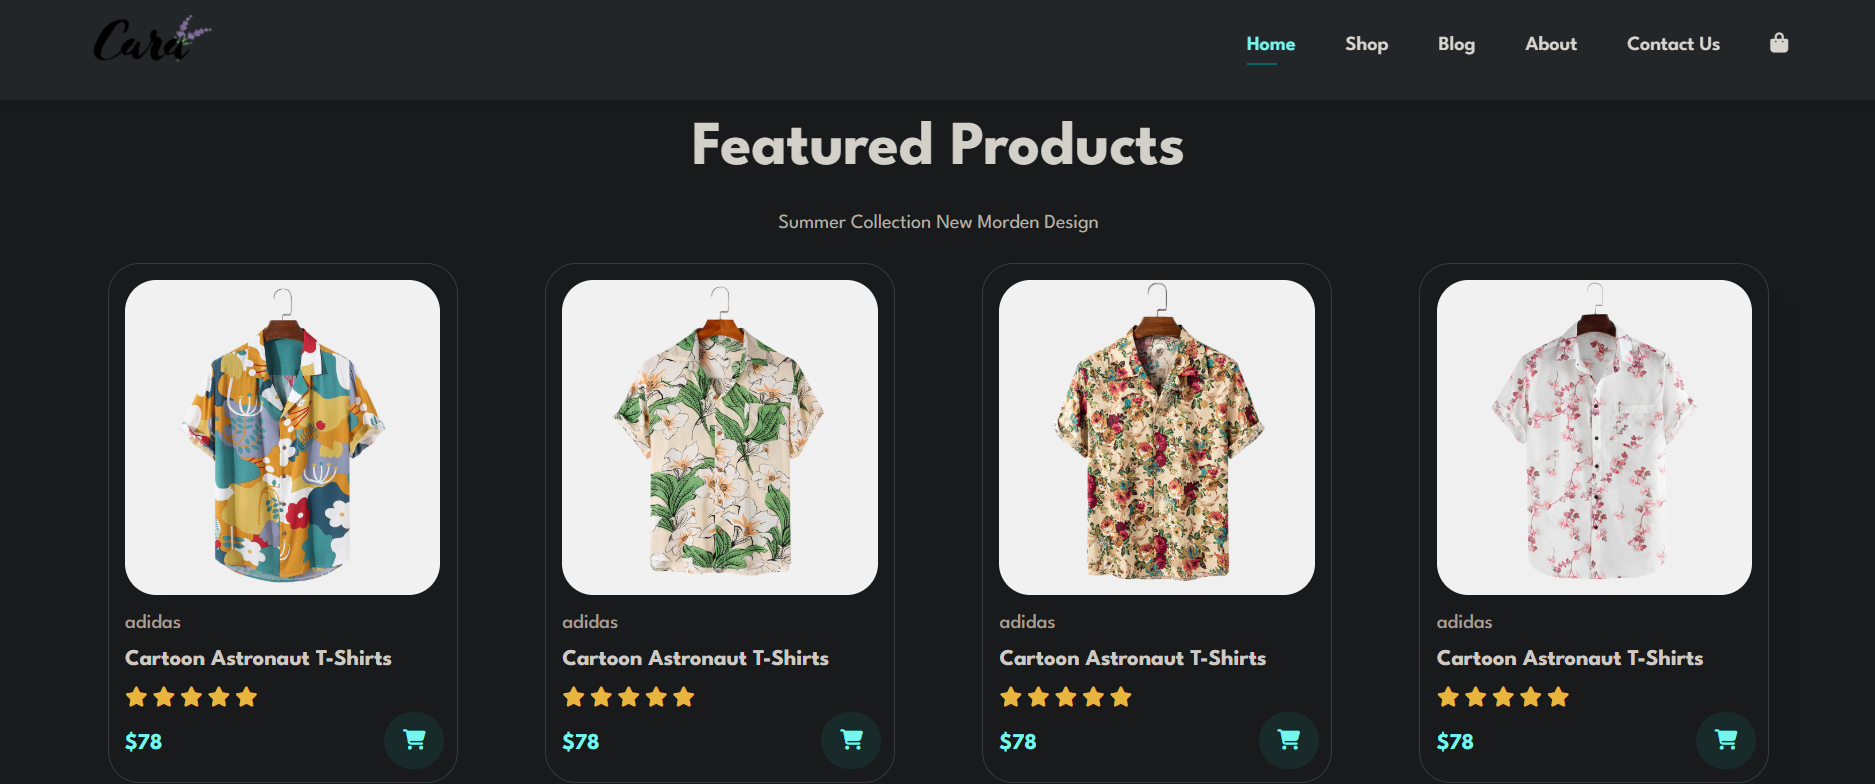 Cara
Home Shop Blog About Contact Us
Featured Products
Summer Collection New Morden Design
adidas adidas adidas adidas
Cartoon Astronaut T-Shirts Cartoon Astronaut T-Shirts Cartoon Astronaut T-Shirts Cartoon Astronaut T-Shirts
$78 $78 $78 $78